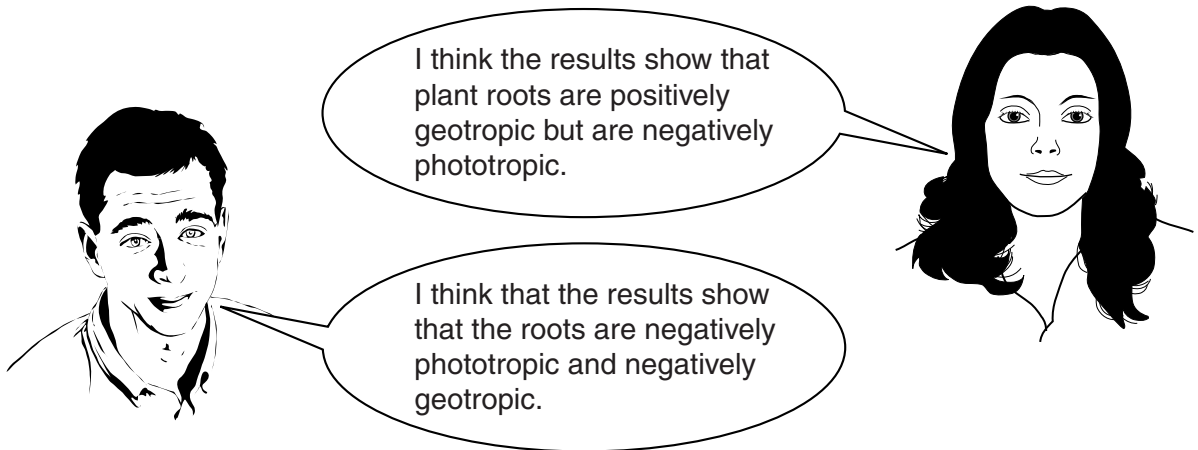 I think the results show that
plant roots are positively
geotropic but are negatively
phototropic.
I think that the results show
that the roots are negatively
phototropic and negatively
geotropic.